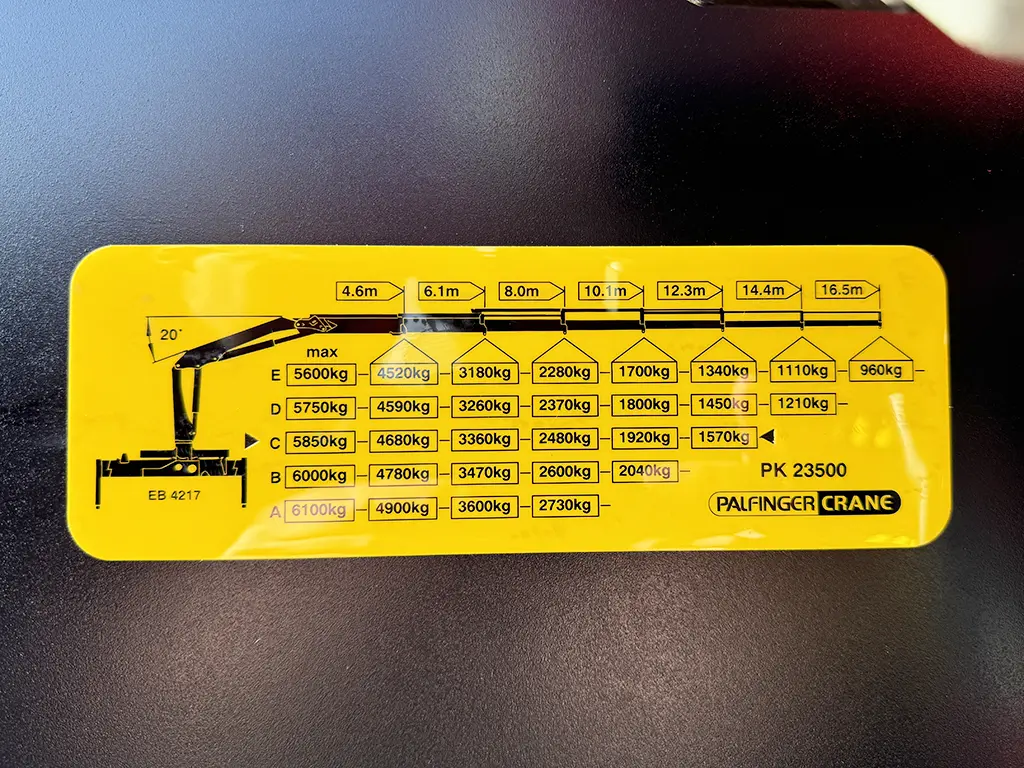 4.6m 6.1m 8.0m 10.1m 12.3m 14.4m 16.5m
20°
max
E 5600kg 4520kg 3180kg 2280kg 1700kg 1340kg 1110kg 960kg
D 5750kg 4590kg 3260kg 2370kg 1800kg 1450kg 1210kg
C 5850kg 4680kg 3360kg 2480kg 1920kg 1570kg
B 6000kg 4780kg 3470kg 2600kg 2040kg
PK 23500
EB 4217
A 6100kg 4900kg 3600kg 2730kg
PALFINGER CRANE